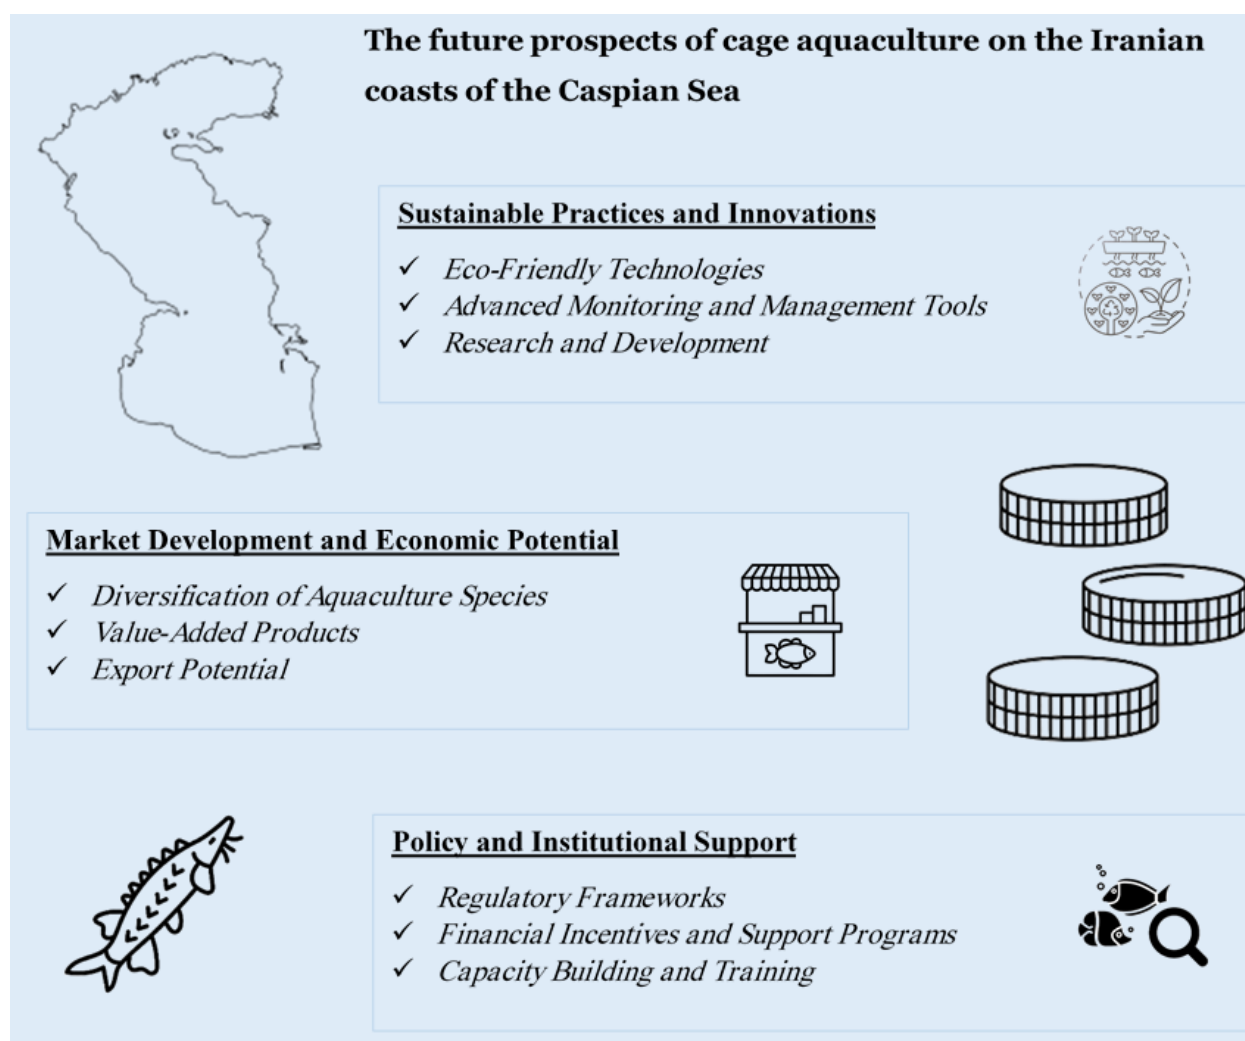 The future prospects of cage aquaculture on the Iranian
coasts of the Caspian Sea
Sustainable Practices and Innovations
✓ Eco-Friendly Technologies
✓ Advanced Monitoring and Management Tools
✓ Research and Development
Market Development and Economic Potential
✓ Diversification of Aquaculture Species
✓ Value-Added Products
✓ Export Potential
Policy and Institutional Support
✓ Regulatory Frameworks
✓ Financial Incentives and Support Programs
✓ Capacity Building and Training